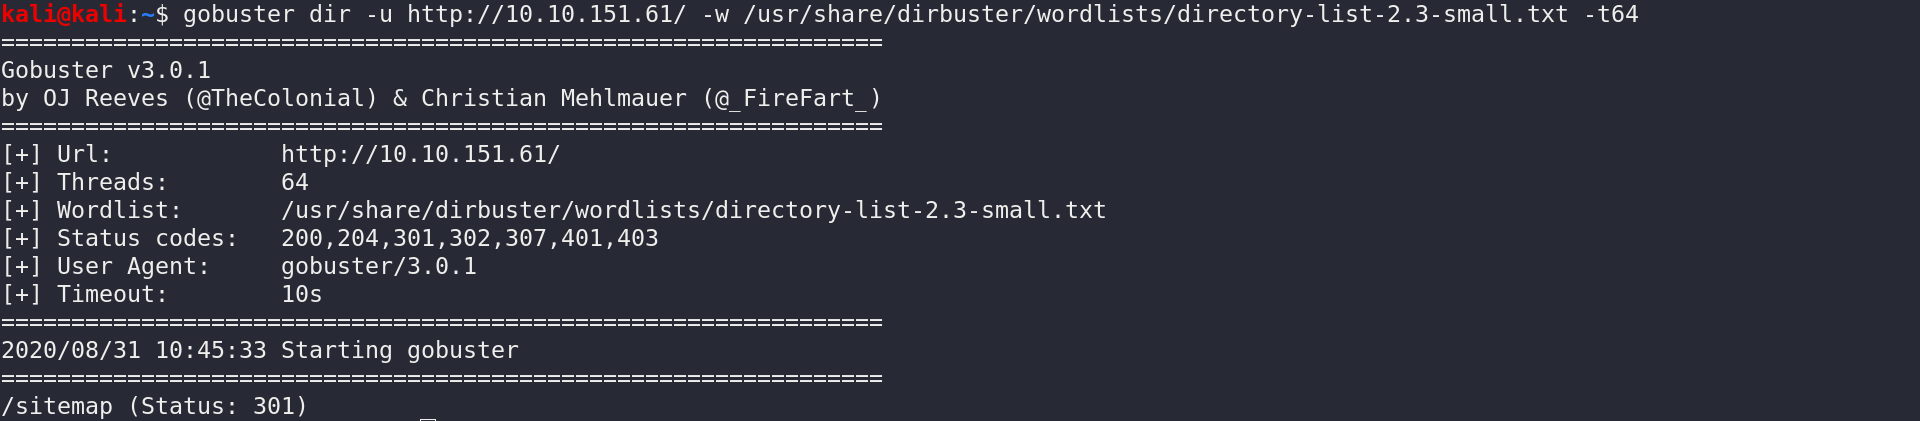 kali@kali:~$ gobuster dir -u http://10.10.151.61/ -w /usr/share/dirbuster/wordlists/directory-list-2.3-small.txt -t64
===============================================================
Gobuster v3.0.1
by OJ Reeves (@TheColonial) & Christian Mehlmauer (@_FireFart_)
===============================================================
[+] Url:            http://10.10.151.61/
[+] Threads:        64
[+] Wordlist:       /usr/share/dirbuster/wordlists/directory-list-2.3-small.txt
[+] Status codes:   200,204,301,302,307,401,403
[+] User Agent:     gobuster/3.0.1
[+] Timeout:        10s
===============================================================
2020/08/31 10:45:33 Starting gobuster
===============================================================
/sitemap (Status: 301)